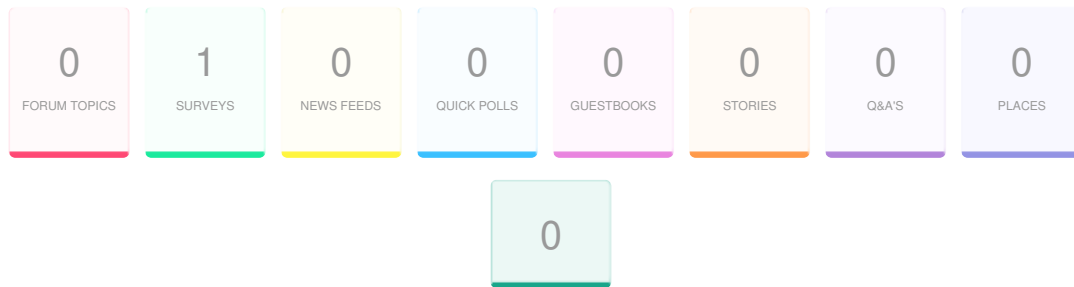 0 1 0 0 0 0 0 0
FORUM TOPICS SURVEYS NEWS FEEDS QUICK POLLS GUESTBOOKS STORIES Q&A'S PLACES
0